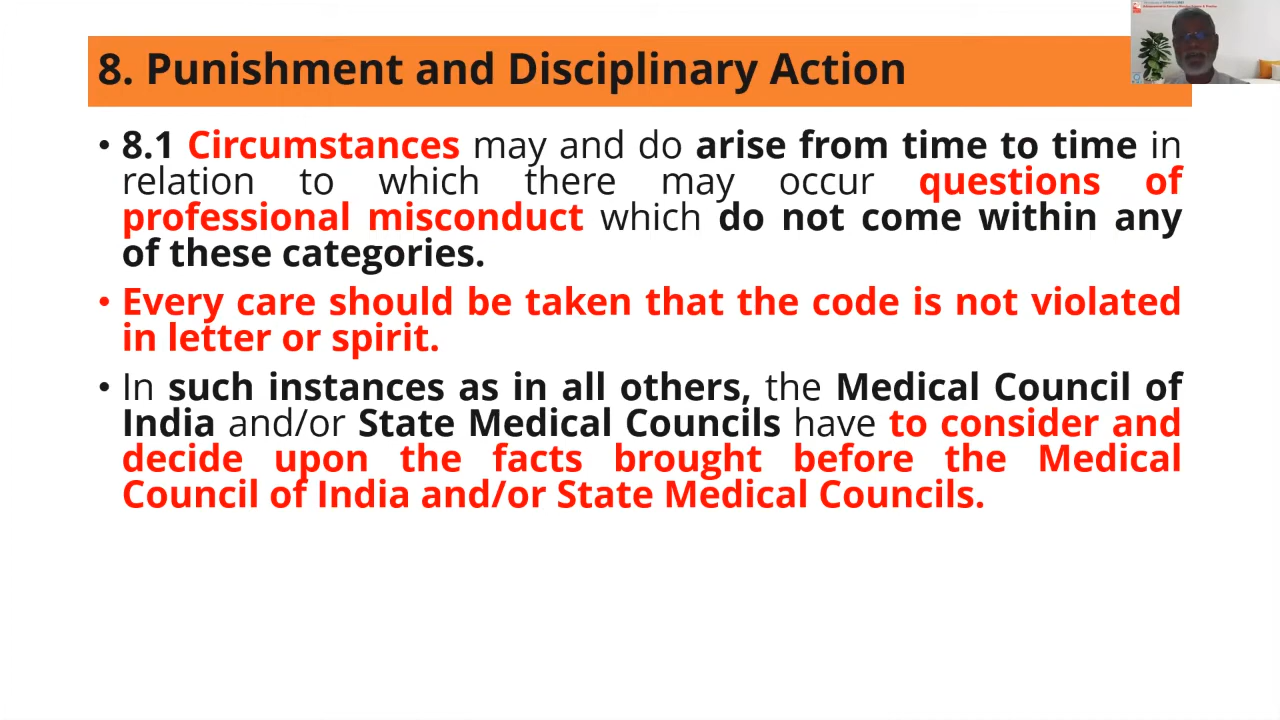 8. Punishment and Disciplinary Action
• 8.1 Circumstances may and do arise from time to time in
relation to which there may occur questions of
professional misconduct which do not come within any
of these categories.
• Every care should be taken that the code is not violated
in letter or spirit.
• In such instances as in all others, the Medical Council of
India and/or State Medical Councils have to consider and
decide upon the facts brought before the Medical
Council of India and/or State Medical Councils.